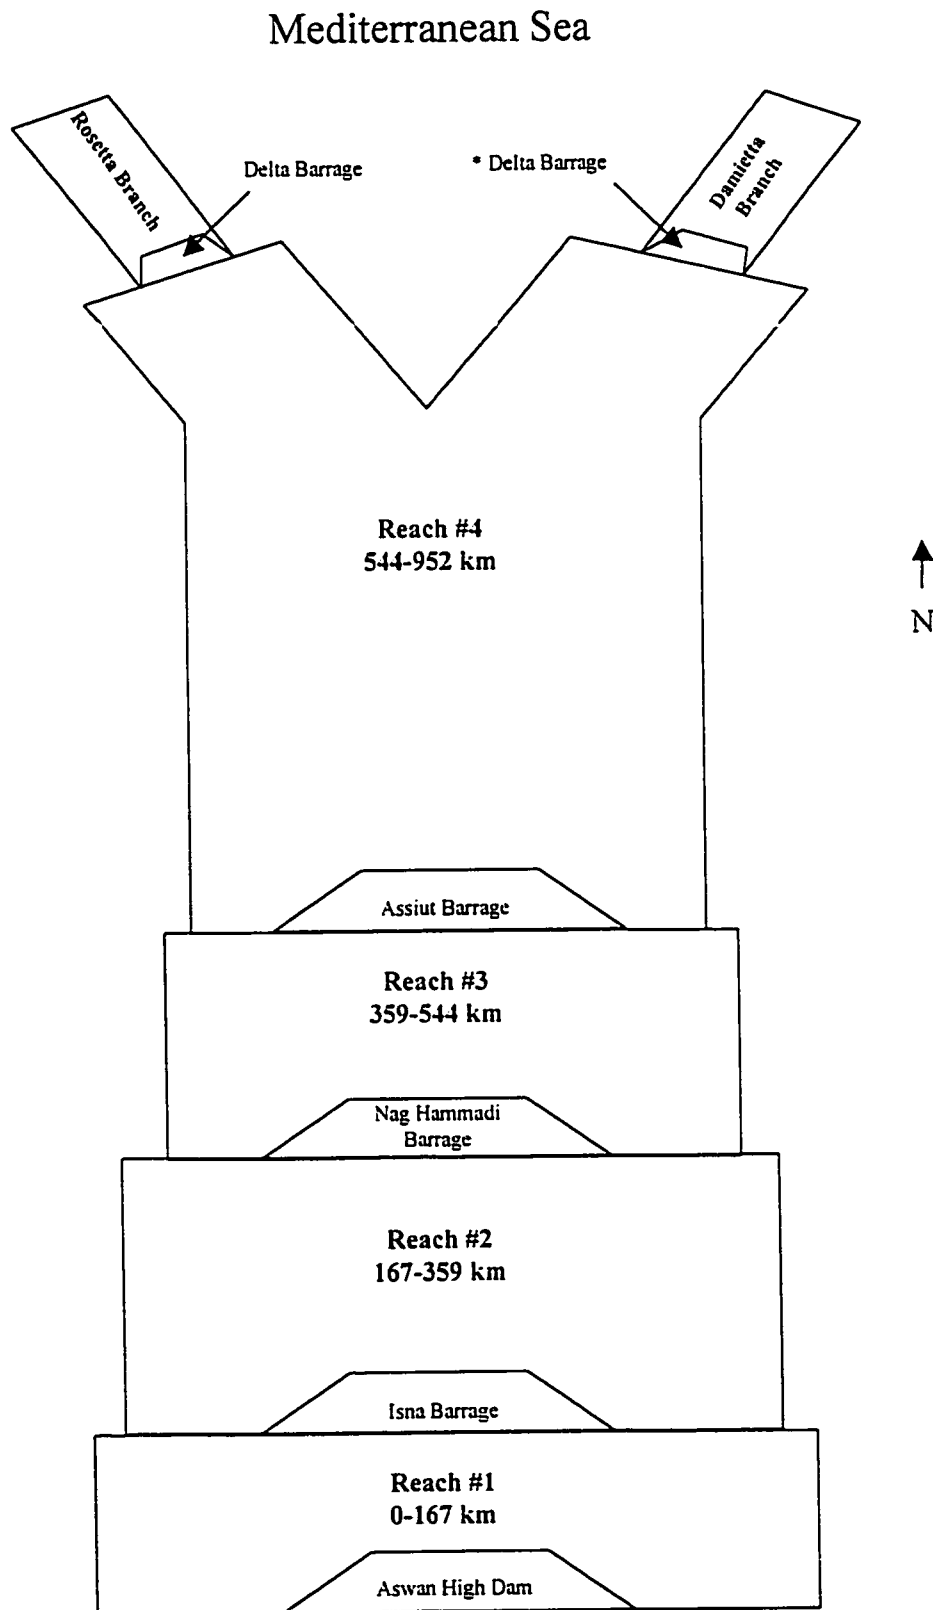 Mediterranean Sea
Rosetta Branch
Delta Barrage
* Delta Barrage
Damietta
Branch
Reach #4
544-952 km
N
Assiut Barrage
Reach #3
359-544 km
Nag Hammadi
Barrage
Reach #2
167-359 km
Isna Barrage
Reach #1
0-167 km
Aswan High Dam